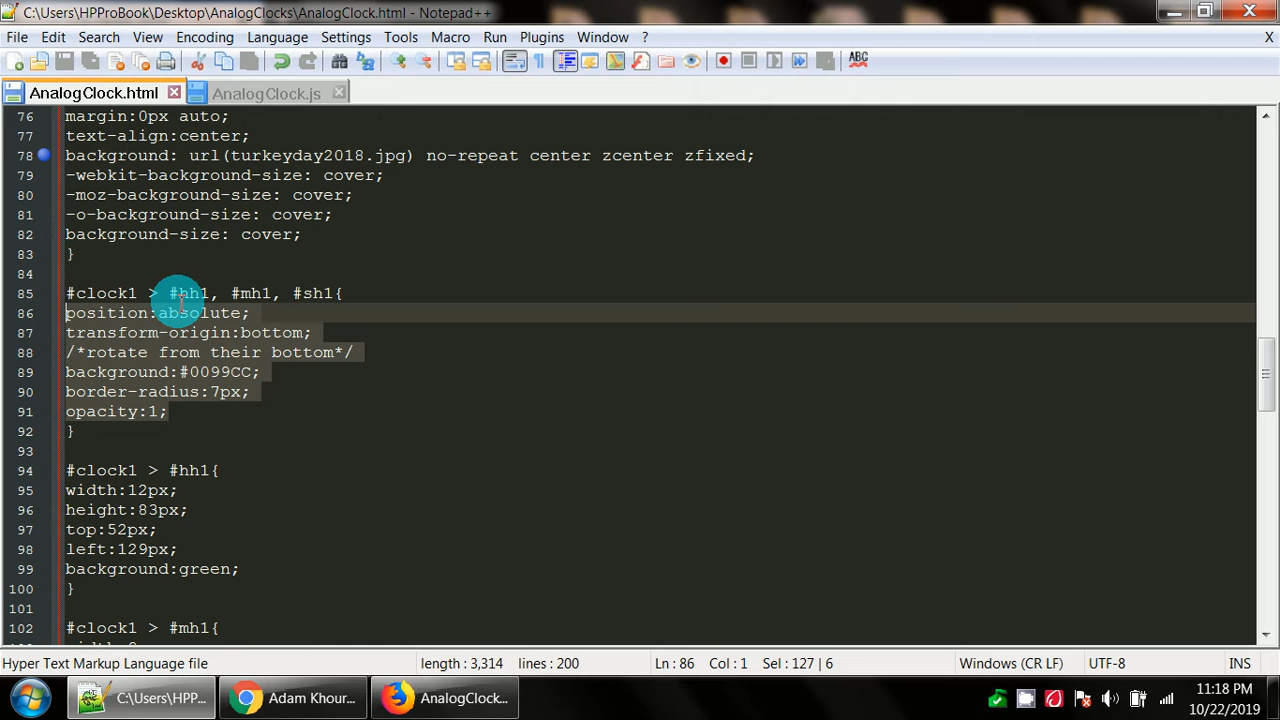 C:\Users\HPProBook\Desktop\AnalogClocks\AnalogClock.html - Notepad++
File Edit Search View Encoding Language Settings Tools Macro Run Plugins Window ? X
ABC
AnalogClock.html AnalogClock.js
76 margin:0px auto;
77 text-align:center;
78 background: url(turkeyday2018.jpg) no-repeat center zcenter zfixed;
79 -webkit-background-size: cover;
80 -moz-background-size: cover;
81 -o-background-size: cover;
82 background-size: cover;
83 }
84
85 #clock1 > #hh1, #mh1, #sh1{
86 position:absolute;
87 transform-origin:bottom;
88 /*rotate from their bottom*/
89 background:#0099CC;
90 border-radius:7px;
91 opacity:1;
92 }
93
94 #clock1 > #hh1{
95 width:12px;
96 height:83px;
97 top:52px;
98 left:129px;
99 background:green;
100 }
101
102 #clock1 > #mh1{
Hyper Text Markup Language file length : 3,314 lines : 200 Ln : 86 Col : 1 Sel : 127 | 6 Windows (CR LF) UTF-8 INS
C:\Users\HPP... Adam Khour... AnalogClock... 11:18 PM
10/22/2019